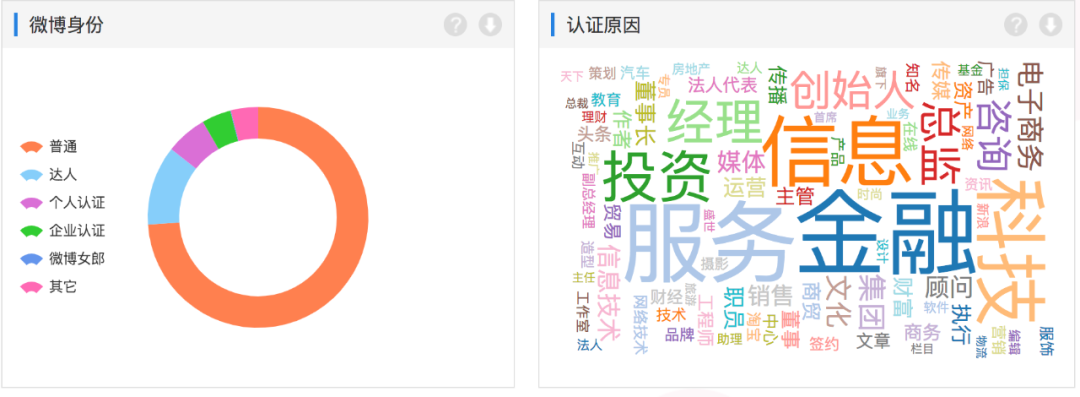 微博身份
普通
达人
个人认证
企业认证
微博女郎
其它
认证原因
天下
策划
汽车
房地产
达人
专员
法人代表
传播
创始人
旗下
知名
传媒
基金
广告
担保
电子商务
总裁
教育
董事长
理财
作者
经理
首席
业务
资产
头条
互动
推广
投资
媒体
信息
产品
在线
总监
网络
咨询
副总经理
运营
主管
时尚
资乐
新浪
科技
贸易
服务
盛世
金融
造型
信息技术
摄影
设计
主任
工作室
网络技术
财经
旅游
工程师
职员
销售
商贸
文化
集团
财富
顾问
软件
执行
技术
品牌
助理
淘宝
中心
董事
签约
文章
商务
栏目
物流
营销
编辑
服饰
法人